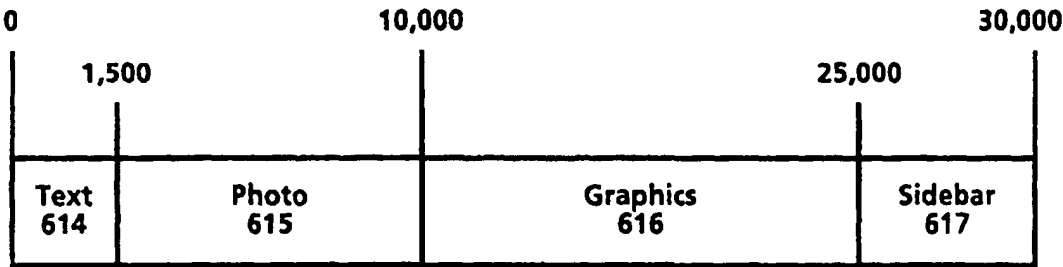 0
10,000
30,000
1,500
25,000
Text
614
Photo
615
Graphics
616
Sidebar
617